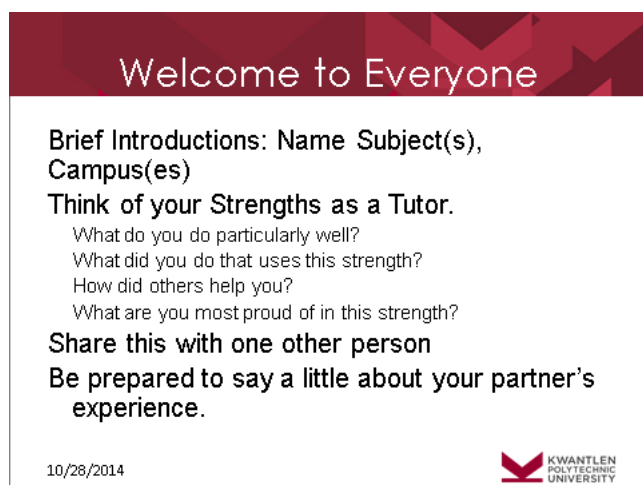 Welcome to Everyone
Brief Introductions: Name Subject(s),
Campus(es)
Think of your Strengths as a Tutor.
What do you do particularly well?
What did you do that uses this strength?
How did others help you?
What are you most proud of in this strength?
Share this with one other person
Be prepared to say a little about your partner's
experience.
10/28/2014
KWANTLEN
POLYTECHNIC
UNIVERSITY